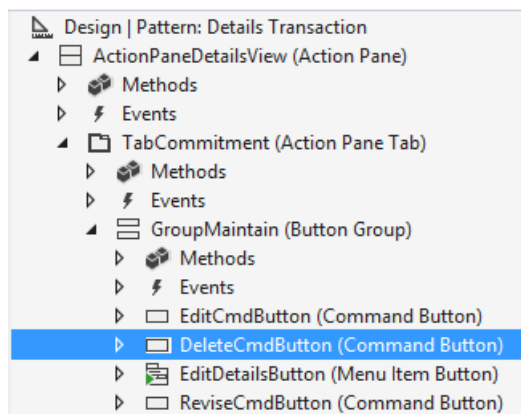 Design | Pattern: Details Transaction
ActionPaneDetailsView (Action Pane)
Methods
Events
TabCommitment (Action Pane Tab)
Methods
Events
GroupMaintain (Button Group)
Methods
Events
EditCmdButton (Command Button)
DeleteCmdButton (Command Button)
EditDetailsButton (Menu Item Button)
ReviseCmdButton (Command Button)